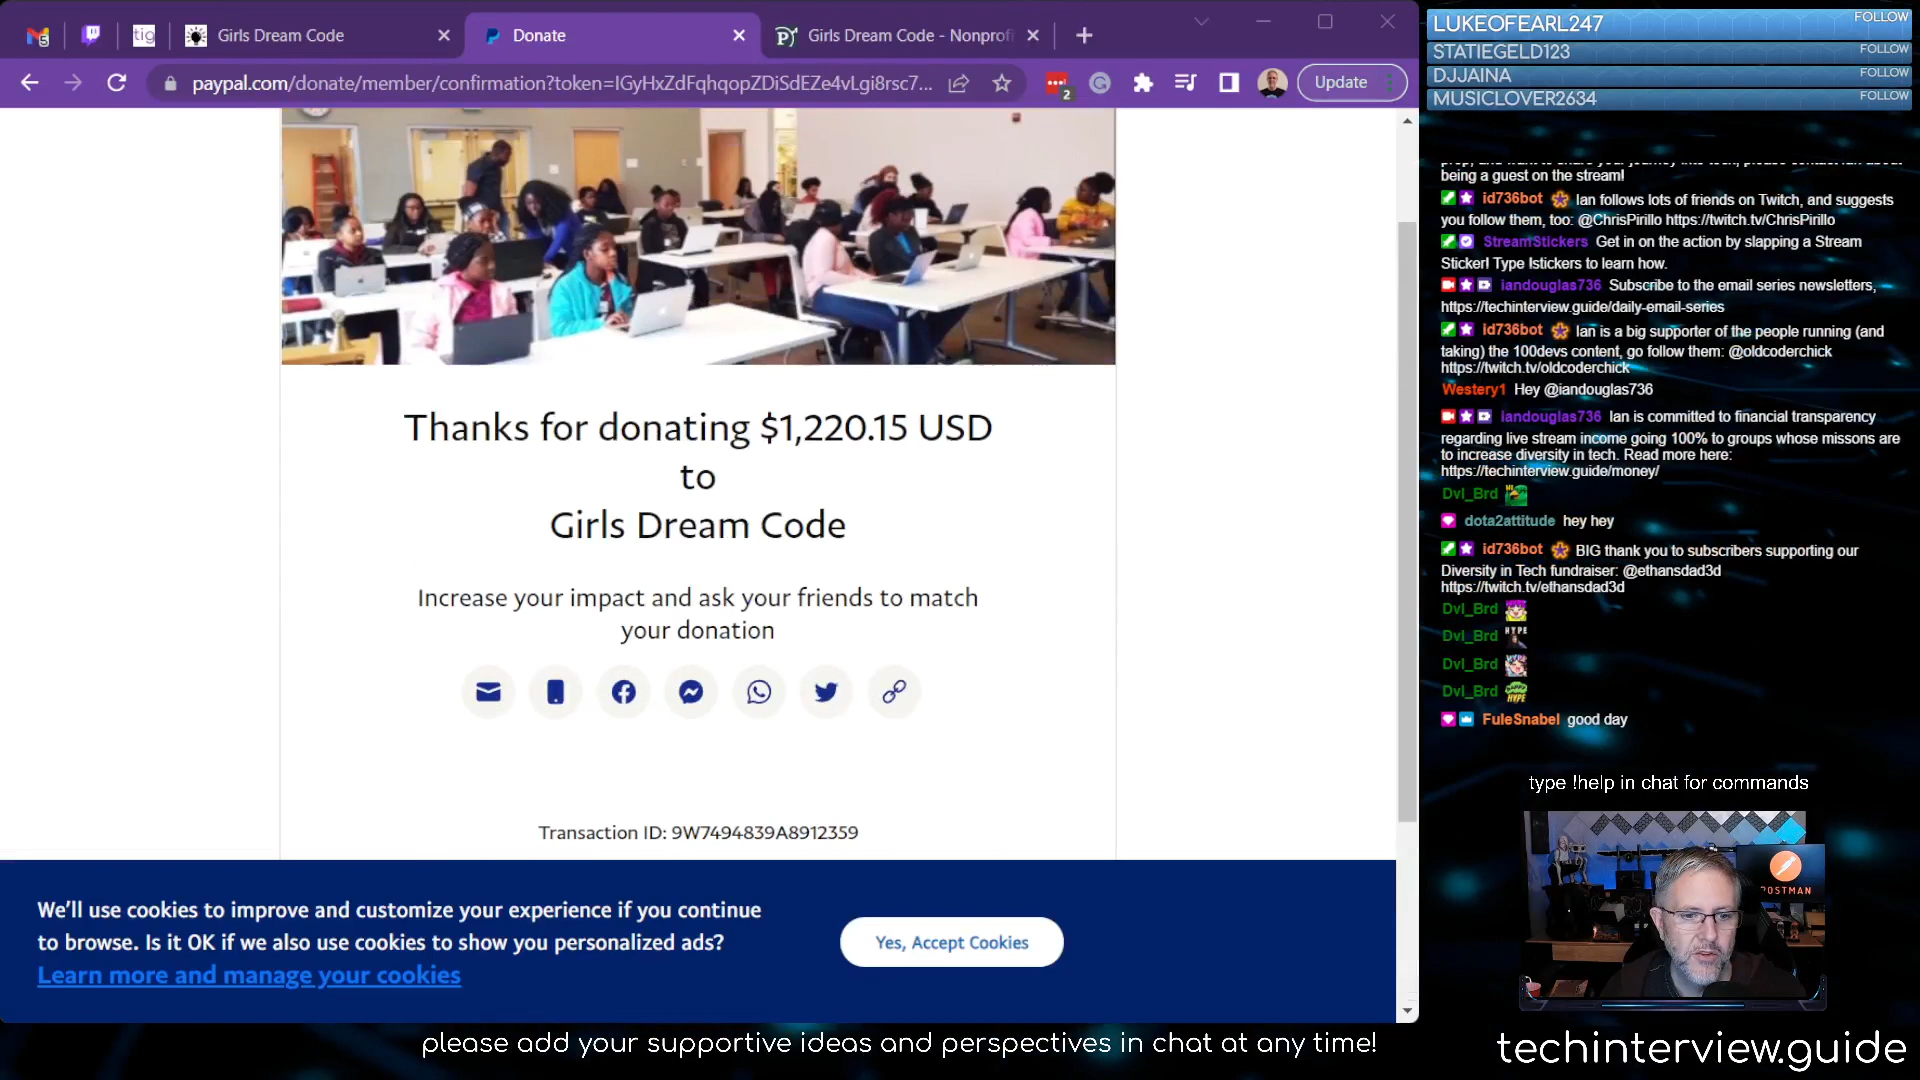 tig
Girls Dream Code
Donate
Girls Dream Code - Nonprofi
paypal.com/donate/member/confirmation?token=IGyHxZdFqhqopZDiSdEZe4vLgi8rsc7...
2
Update
Thanks for donating $1,220.15 USD
to
Girls Dream Code
Increase your impact and ask your friends to match
your donation
Transaction ID: 9W7494839A8912359
We'll use cookies to improve and customize your experience if you continue
to browse. Is it OK if we also use cookies to show you personalized ads?
Learn more and manage your cookies
Yes, Accept Cookies
please add your supportive ideas and perspectives in chat at any time!
LUKEOFEARL247 FOLLOW
STATIEGELD123 FOLLOW
DJJAINA FOLLOW
MUSICLOVER2634 FOLLOW
being a guest on the stream!
id736bot Ian follows lots of friends on Twitch, and suggests
you follow them, too: @ChrisPirillo https://twitch.tv/ChrisPirillo
StreamStickers Get in on the action by slapping a Stream
Sticker! Type !stickers to learn how.
iandouglas736 Subscribe to the email series newsletters,
https://techinterview.guide/daily-email-series
id736bot Ian is a big supporter of the people running (and
taking) the 100devs content, go follow them: @oldcoderchick
https://twitch.tv/oldcoderchick
Westery1 Hey @iandouglas736
iandouglas736 Ian is committed to financial transparency
regarding live stream income going 100% to groups whose missons are
to increase diversity in tech. Read more here:
https://techinterview.guide/money/
Dvl_Brd
dota2attitude hey hey
id736bot BIG thank you to subscribers supporting our
Diversity in Tech fundraiser: @ethansdad3d
https://twitch.tv/ethansdad3d
Dvl_Brd
Dvl_Brd HYPE
Dvl_Brd
Dvl_Brd HYPE
FuleSnabel good day
type !help in chat for commands
POSTMAN
techinterview.guide